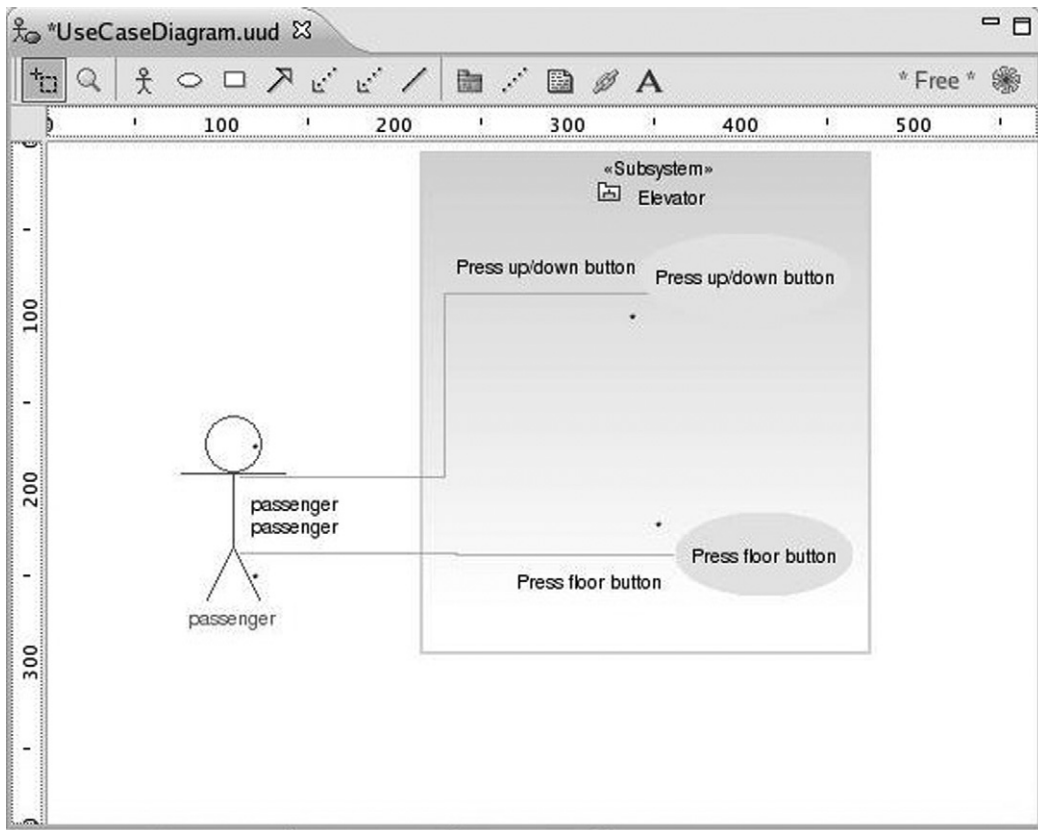 *UseCaseDiagram.uud
* Free *
0 100 200 300 400 500
0
100
200
300
«Subsystem»
Elevator
Press up/down button
Press up/down button
passenger
passenger
Press floor button
Press floor button
passenger
A